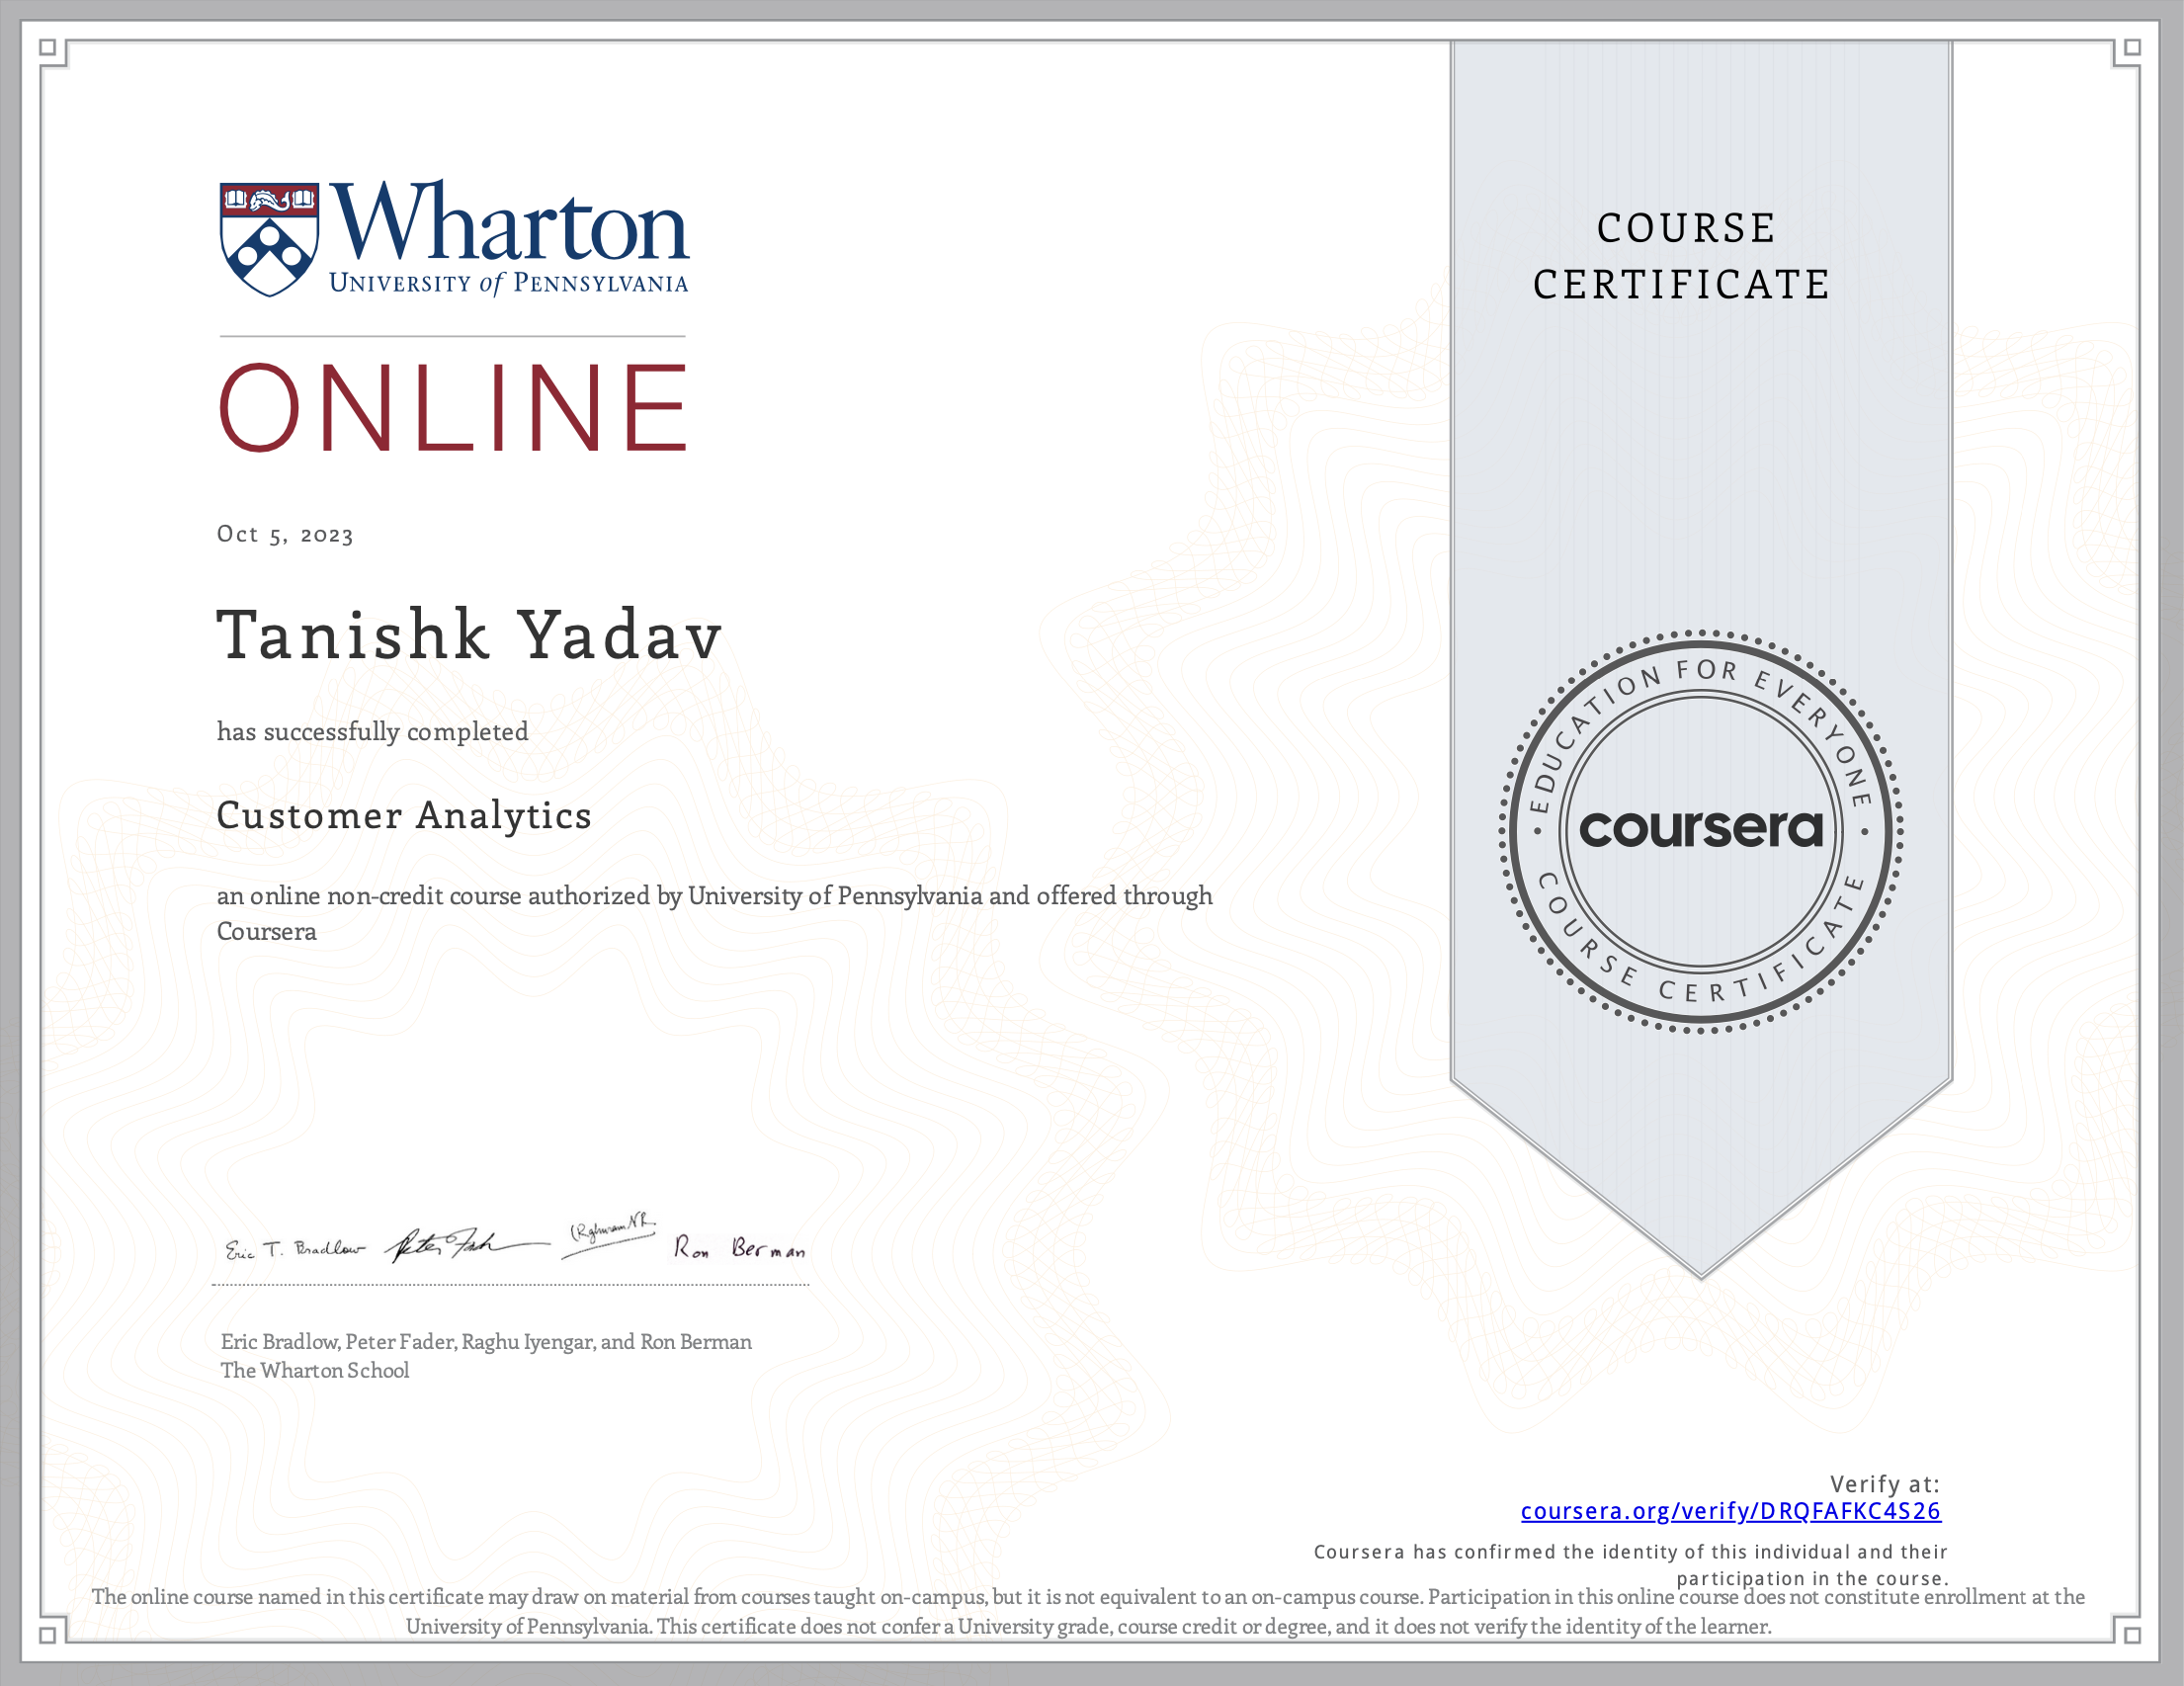 Wharton
UNIVERSITY of PENNSYLVANIA
ONLINE
Oct 5, 2023
Tanishk Yadav
has successfully completed
Customer Analytics
an online non-credit course authorized by University of Pennsylvania and offered through
Coursera
Eric T. Bradlow Peter Fader Ron Berman
Eric Bradlow, Peter Fader, Raghu Iyengar, and Ron Berman
The Wharton School
COURSE
CERTIFICATE
EDUCATION FOR EVERYONE
coursera
COURSE CERTIFICATE
Verify at:
coursera.org/verify/DRQFAFKC4S26
Coursera has confirmed the identity of this individual and their
participation in the course.
The online course named in this certificate may draw on material from courses taught on-campus, but it is not equivalent to an on-campus course. Participation in this online course does not constitute enrollment at the
University of Pennsylvania. This certificate does not confer a University grade, course credit or degree, and it does not verify the identity of the learner.